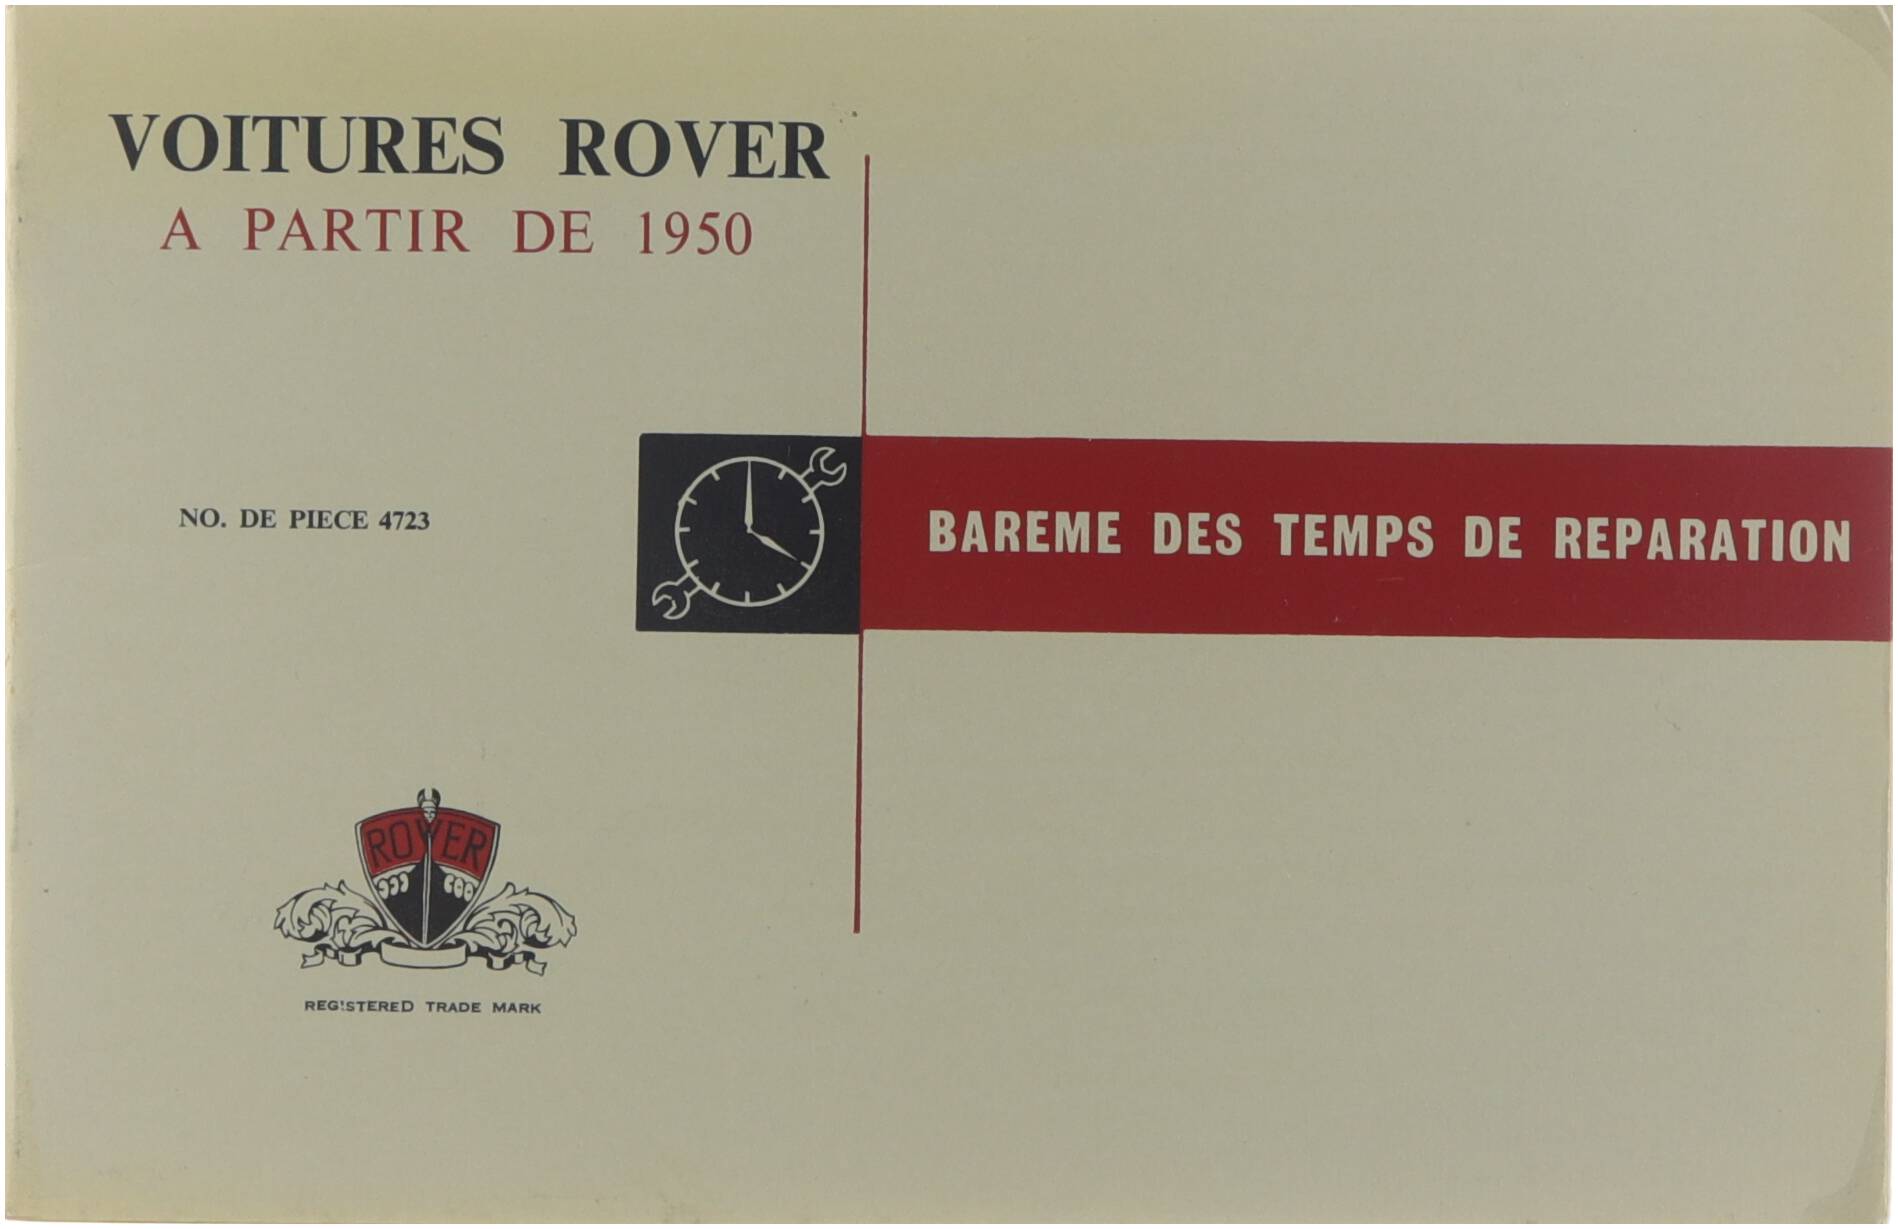 VOITURES ROVER
A PARTIR DE 1950
NO. DE PIECE 4723
BAREME DES TEMPS DE REPARATION
ROVER
REGISTERED TRADE MARK